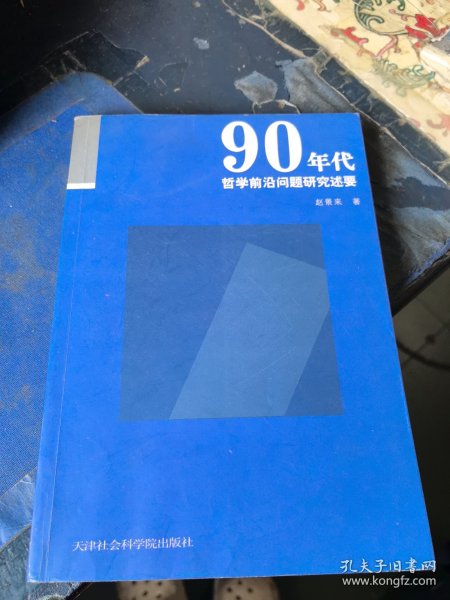 90年代
哲学前沿问题研究述要
赵景来 著
天津社会科学院出版社
孔夫子旧书网
www.kongfz.com